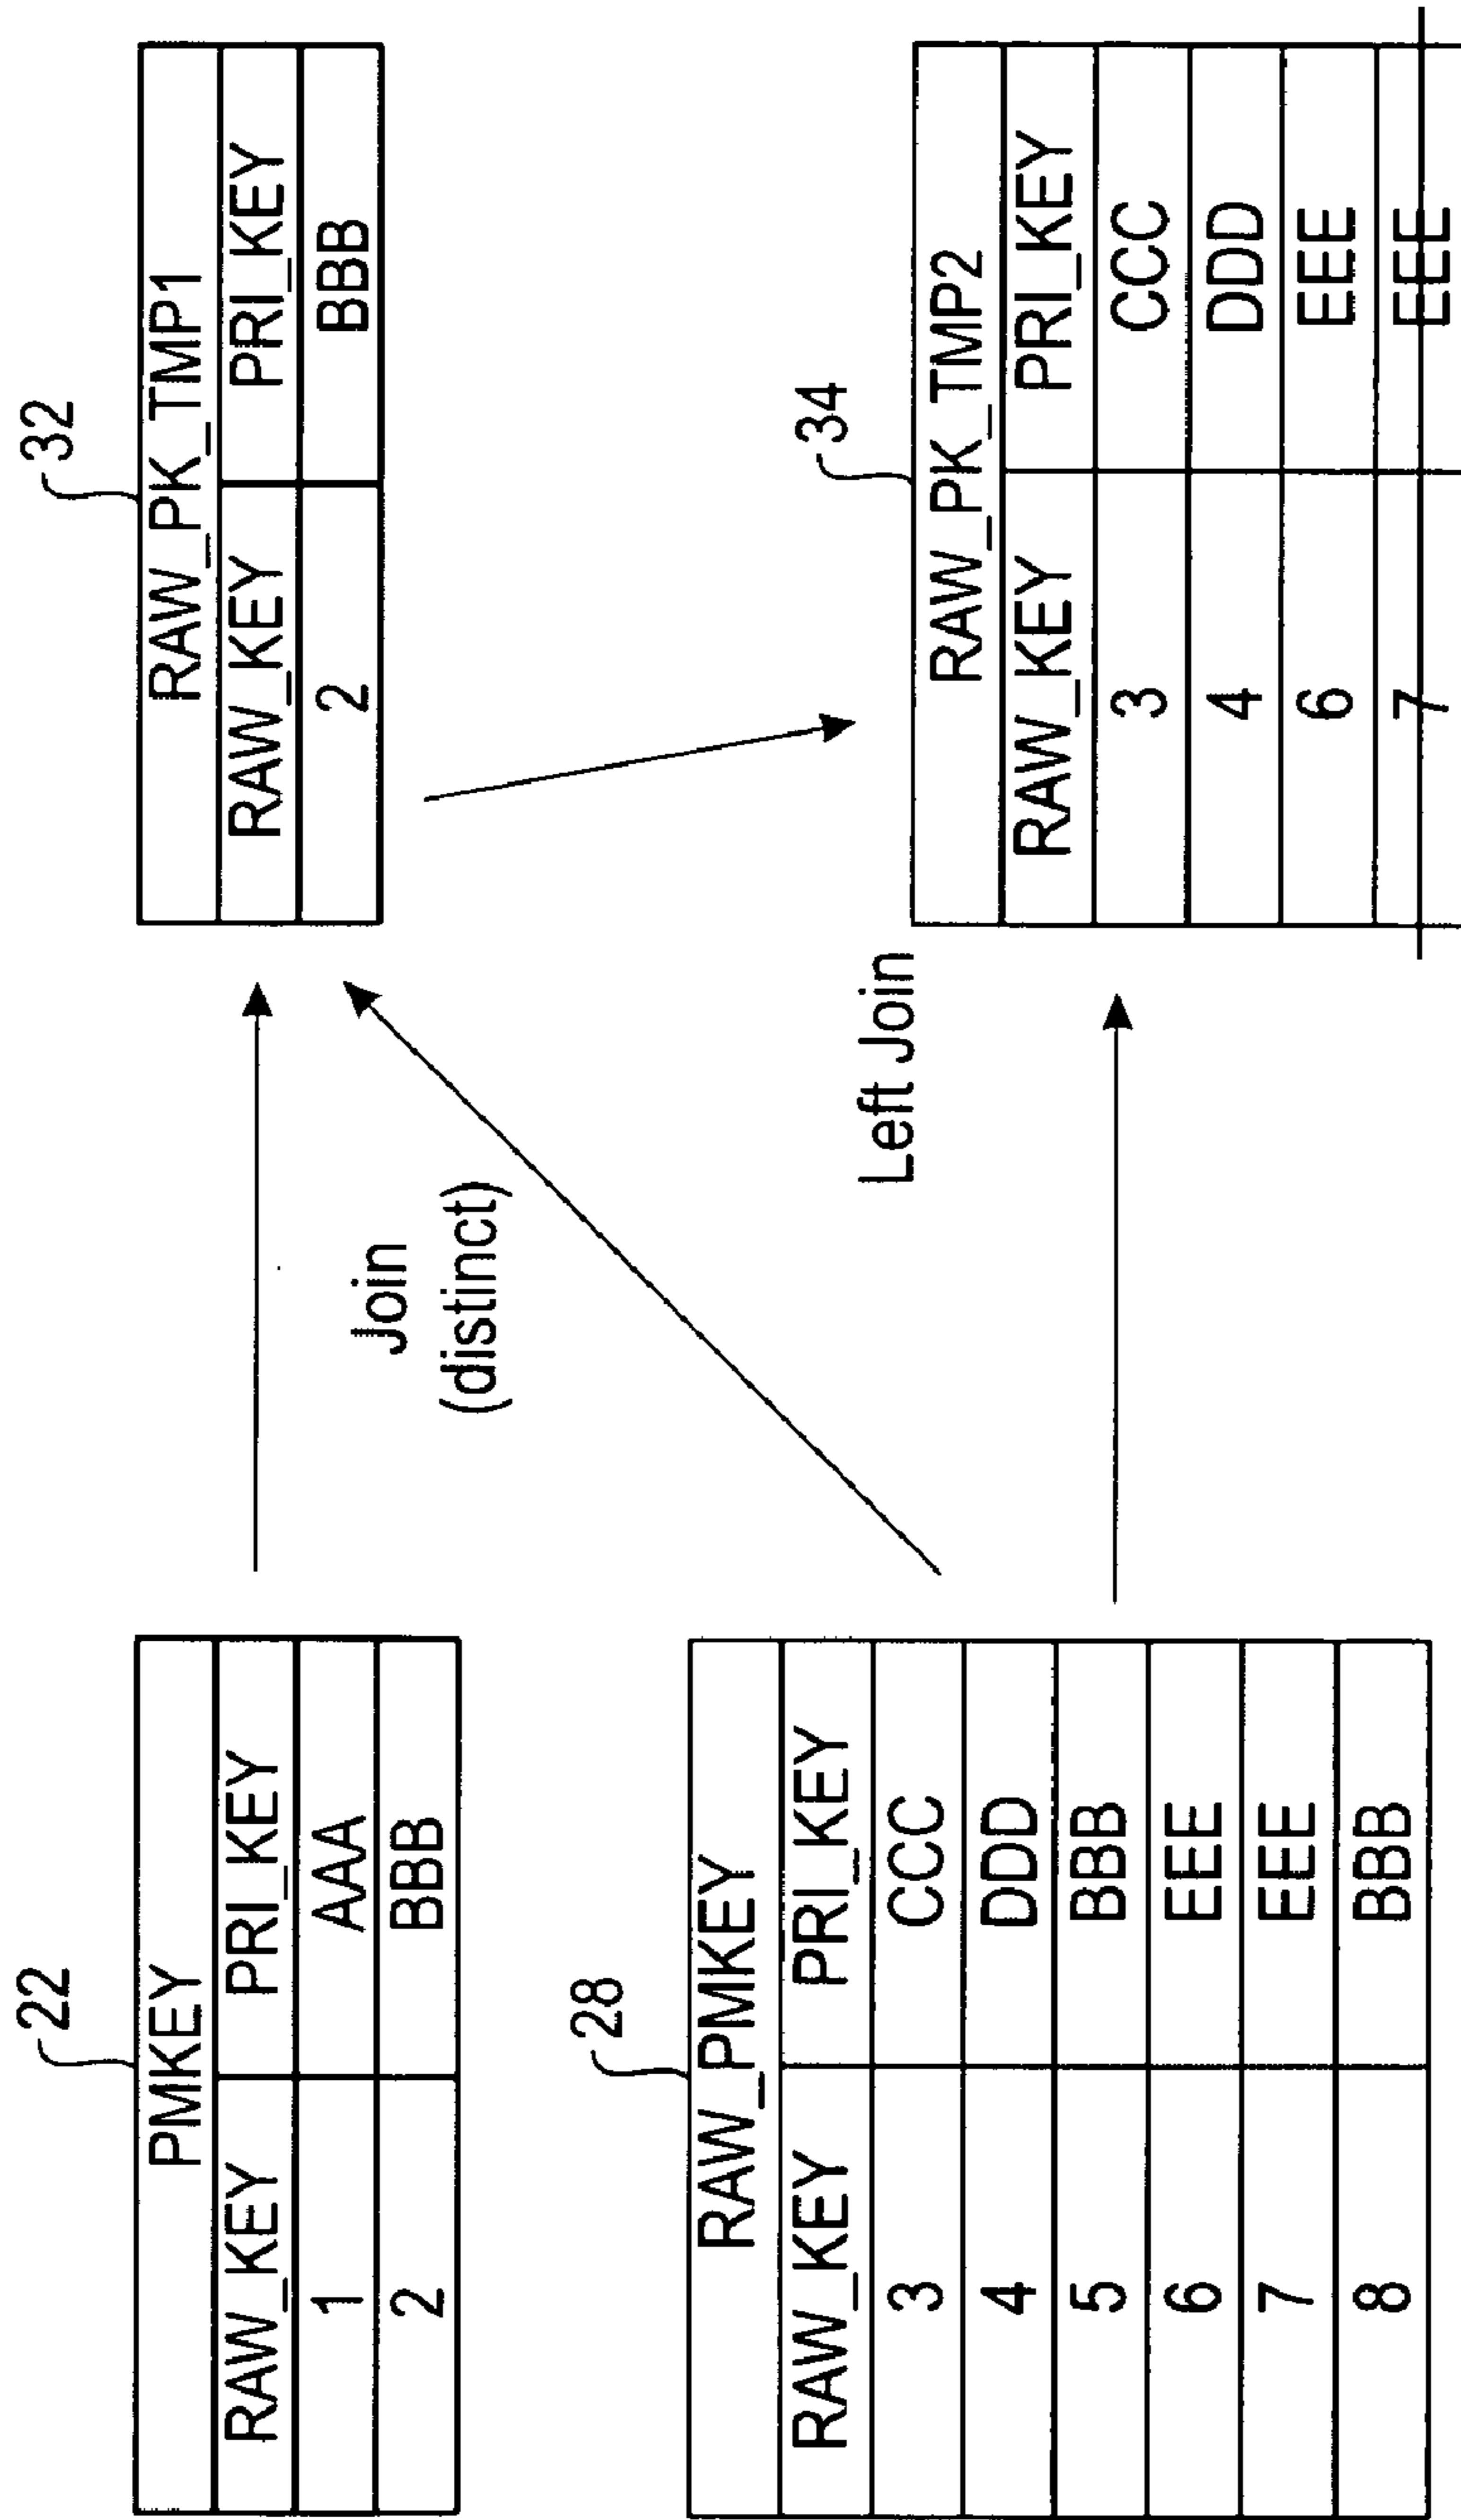 22
PMKEY
RAW_KEY PRI_KEY
1 AAA
2 BBB
28
RAW_PMKEY
RAW_KEY PRI_KEY
3 CCC
4 DDD
5 BBB
6 EEE
7 EEE
8 BBB
Join
(distinct)
Left Join
32
RAW_PK_TMP1
RAW_KEY PRI_KEY
2 BBB
34
RAW_PK_TMP2
RAW_KEY PRI_KEY
3 CCC
4 DDD
6 EEE
7 EEE